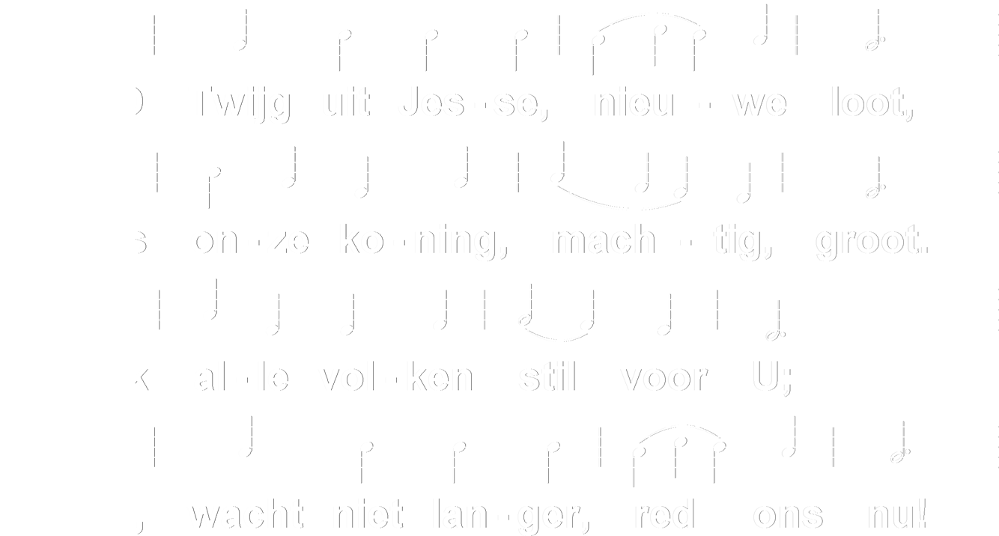 O Twijg uit Jes - se, nieu - we loot,
s on - ze ko - ning, mach - tig, groot.
k al - le vol - ken stil voor U;
, wacht niet lan - ger, red ons nu!